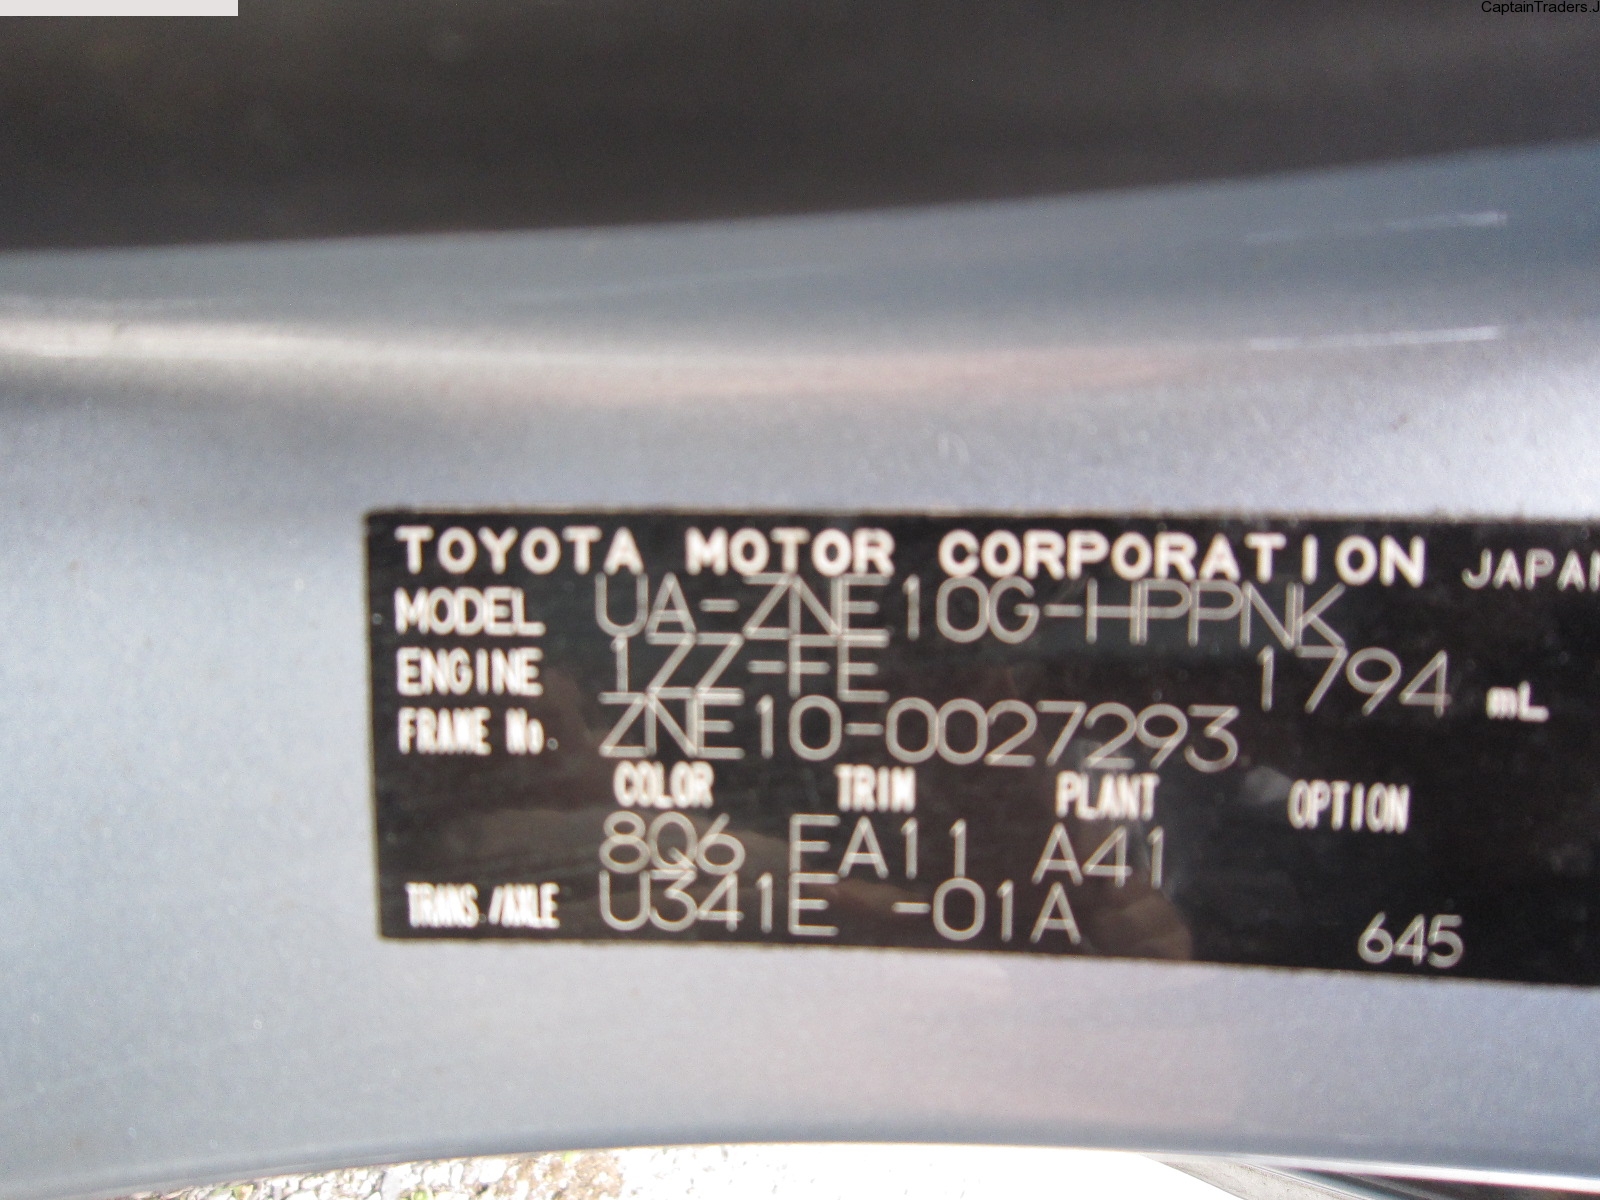 CaptainTraders.J
TOYOTA MOTOR CORPORATION JAPAN
MODEL UA-ZNE10G-HPPNK
ENGINE 1ZZ-FE 1794 mL
FRAME No. ZNE10-0027293
COLOR TRIM PLANT OPTION
8Q6 EA11 A41
TRANS./AXLE U341E -01A 645